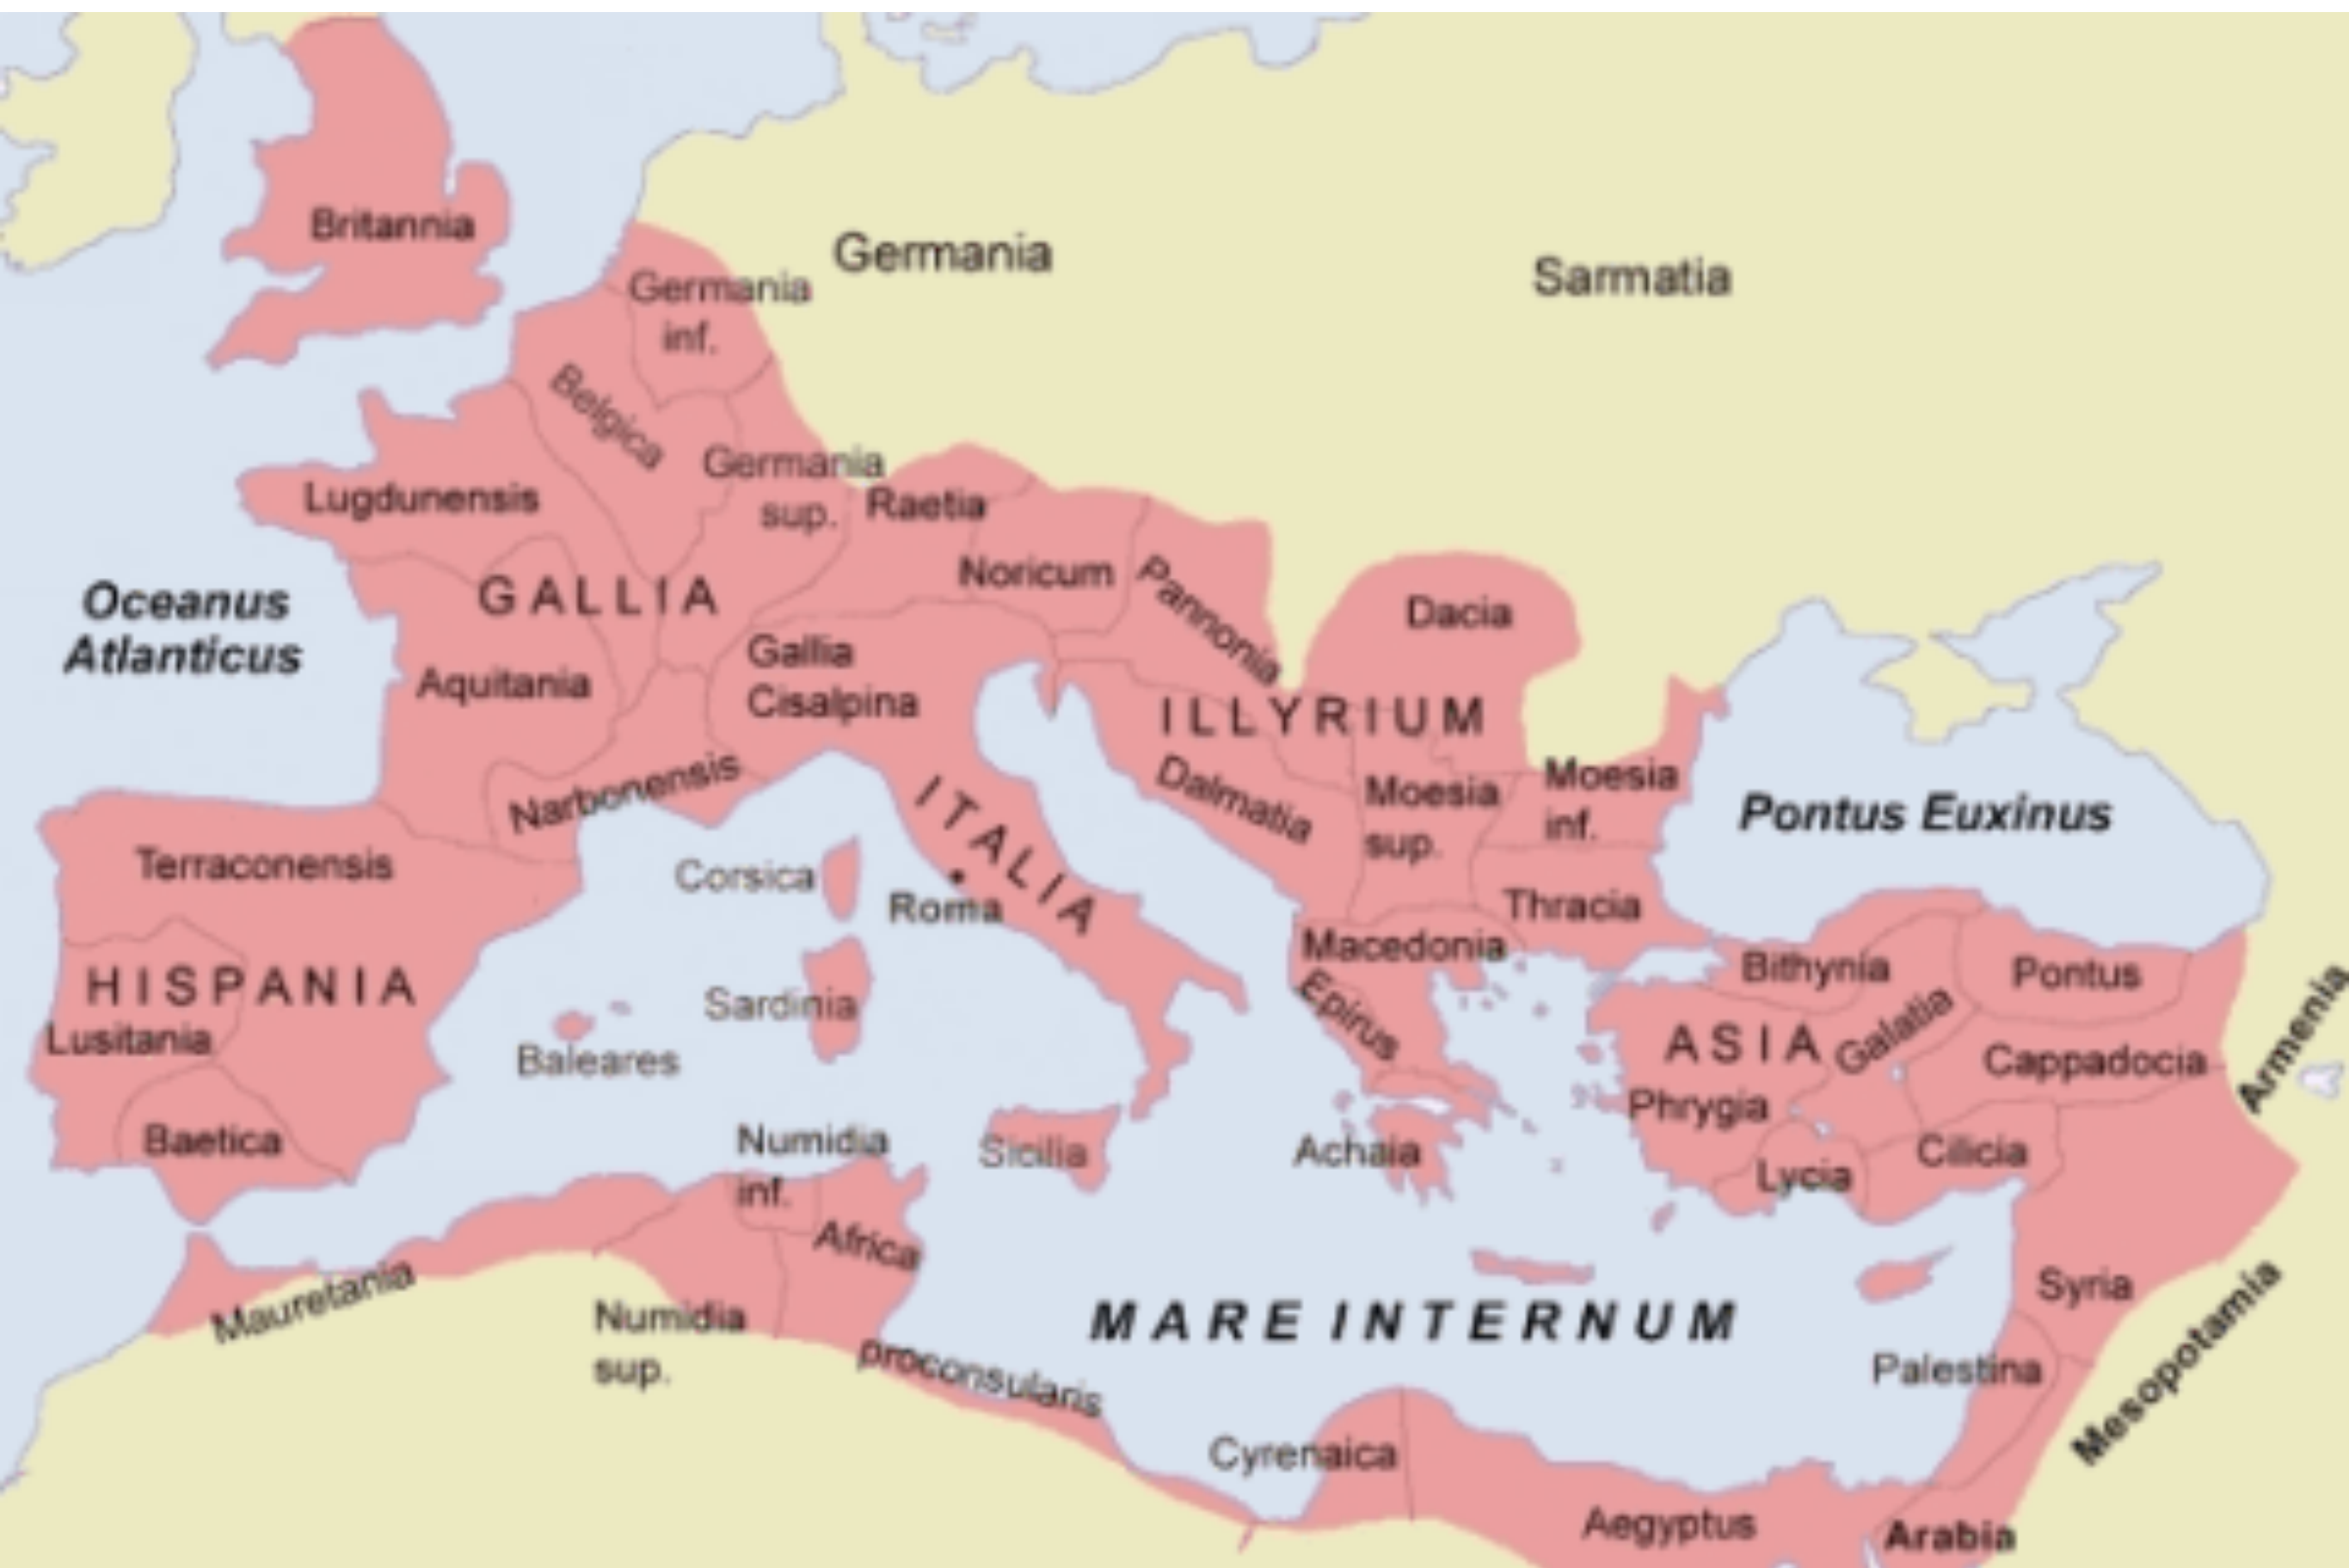 Britannia
Germania
Sarmatia
Germania
inf.
Belgica
Germania
sup.
Lugdunensis
Raetia
Noricum
Pannonia
Dacia
Oceanus
Atlanticus
GALLIA
Aquitania
Gallia
Cisalpina
ILLYRIUM
Narbonensis
ITALIA
Dalmatia
Moesia
sup.
Moesia
inf.
Pontus Euxinus
Terraconensis
Corsica
Roma
Thracia
Macedonia
Epirus
Bithynia
Pontus
Armenia
HISPANIA
Lusitania
Sardinia
Baleares
ASIA
Galatia
Cappadocia
Phrygia
Baetica
Numidia
inf.
Sicilia
Achaia
Lycia
Cilicia
Africa
Mauretania
Numidia
sup.
proconsularis
MARE INTERNUM
Syria
Palestina
Mesopotamia
Cyrenaica
Aegyptus
Arabia